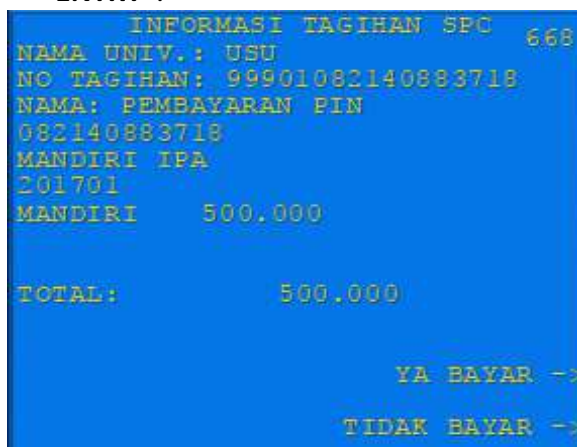 INFORMASI TAGIHAN SPC
668
NAMA UNIV.: USU
NO TAGIHAN: 99901082140883718
NAMA: PEMBAYARAN PIN
082140883718
MANDIRI IPA
201701
MANDIRI 500.000
TOTAL: 500.000
YA BAYAR ->
TIDAK BAYAR ->